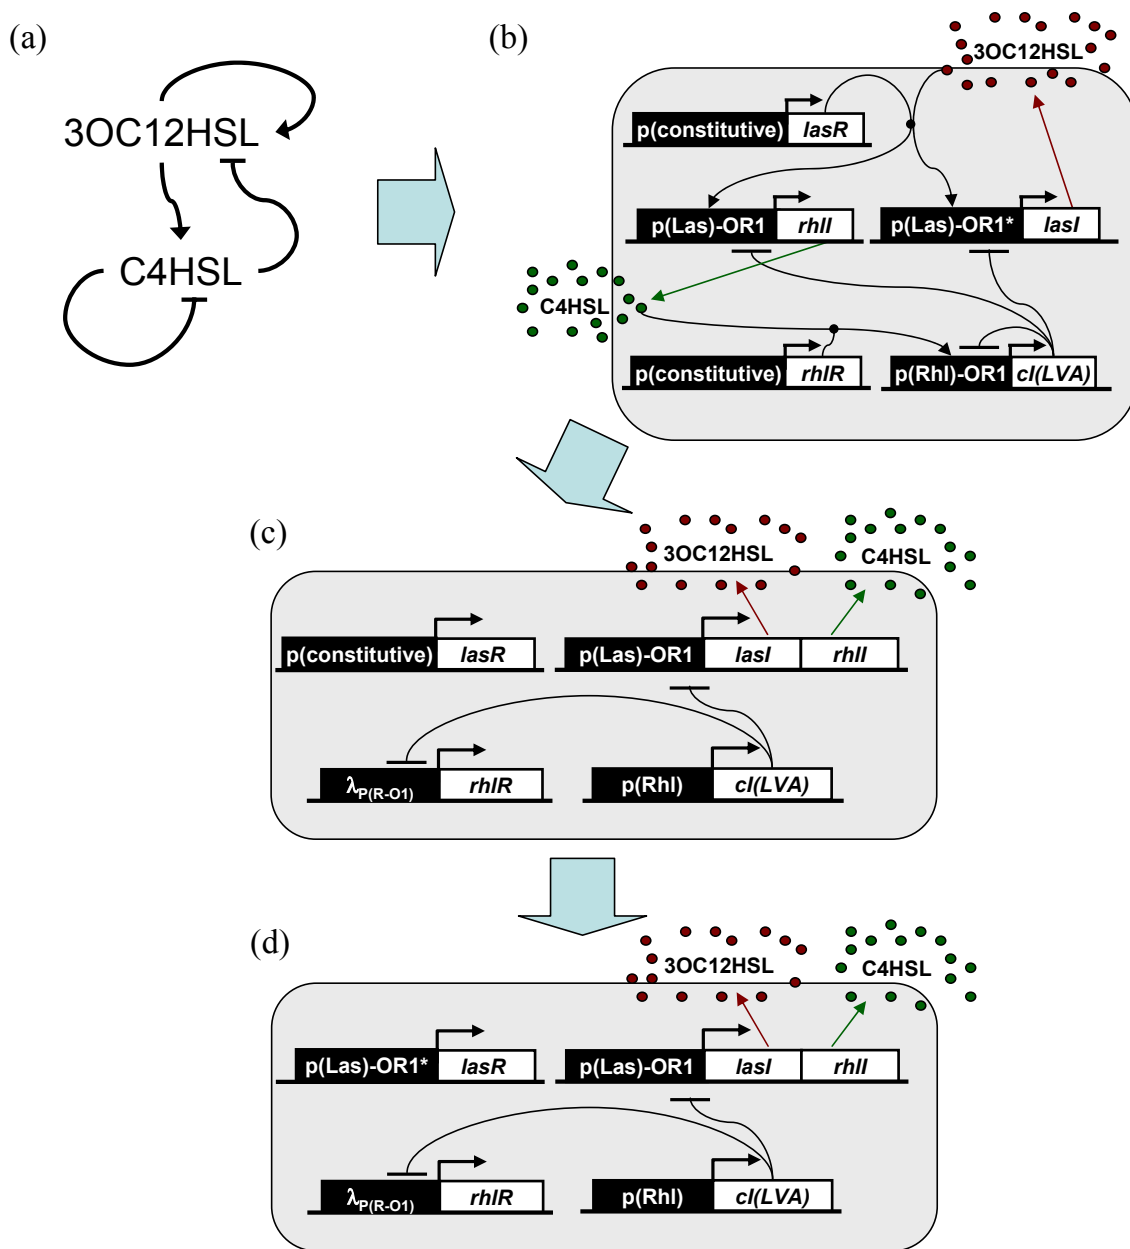 (a)
3OC12HSL
C4HSL
(b)
3OC12HSL
p(constitutive) lasR
p(Las)-OR1 rhlI p(Las)-OR1* lasI
C4HSL
p(constitutive) rhlR p(Rhl)-OR1 cI(LVA)
(c)
3OC12HSL C4HSL
p(constitutive) lasR p(Las)-OR1 lasI rhlI
λP(R-O1) rhlR p(Rhl) cI(LVA)
(d)
3OC12HSL C4HSL
p(Las)-OR1* lasR p(Las)-OR1 lasI rhlI
λP(R-O1) rhlR p(Rhl) cI(LVA)